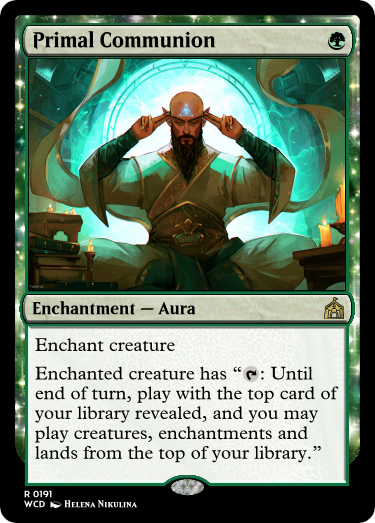 Primal Communion
Enchantment — Aura
Enchant creature
Enchanted creature has “: Until
end of turn, play with the top card of
your library revealed, and you may
play creatures, enchantments and
lands from the top of your library.”
R 0191
WCD Helena Nikulina